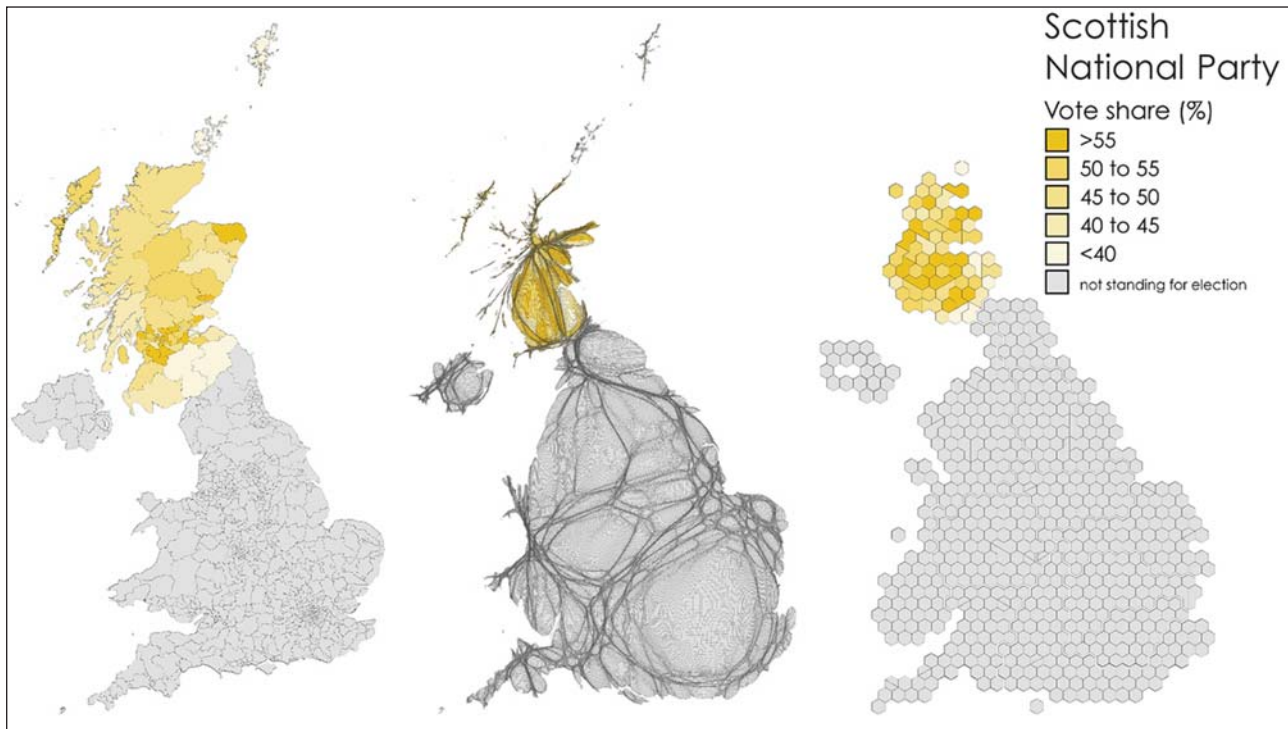 Scottish
National Party
Vote share (%)
>55
50 to 55
45 to 50
40 to 45
<40
not standing for election